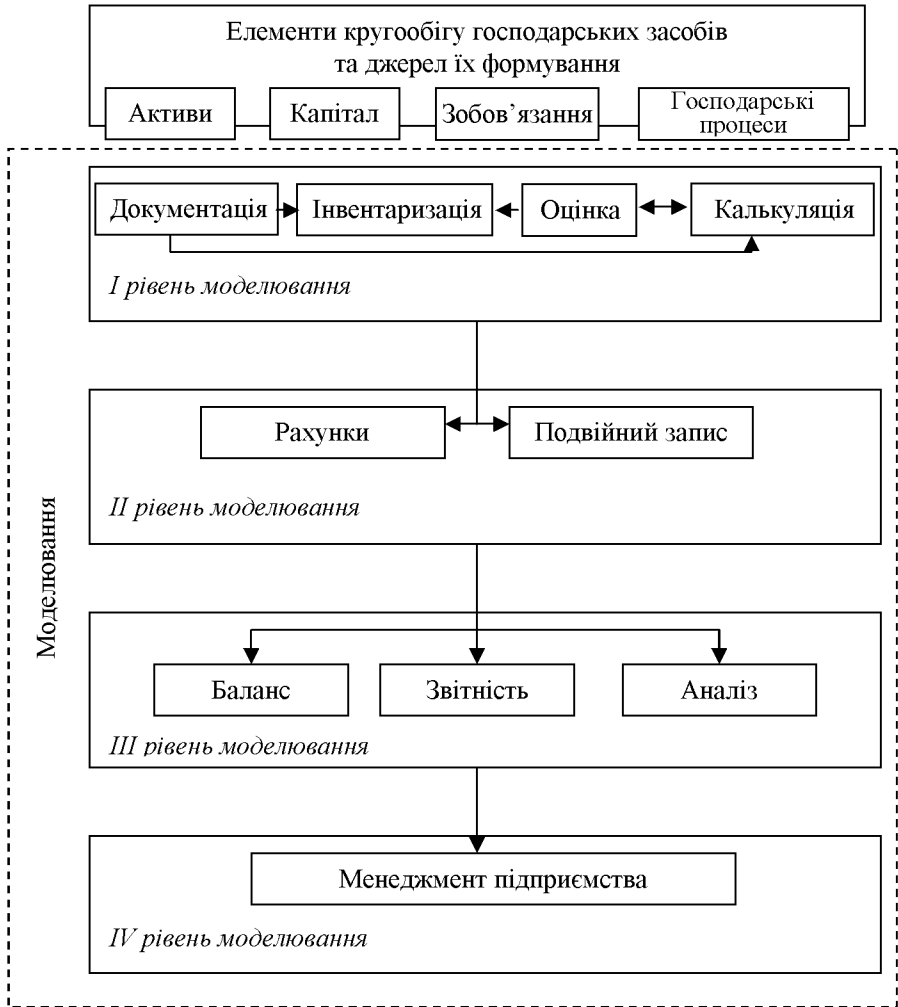 Елементи кругообігу господарських засобів
та джерел їх формування
Активи
Капітал
Зобов’язання
Господарські
процеси
Документація
Інвентаризація
Оцінка
Калькуляція
I рівень моделювання
Рахунки
Подвійний запис
II рівень моделювання
Моделювання
Баланс
Звітність
Аналіз
III рівень моделювання
Менеджмент підприємства
IV рівень моделювання